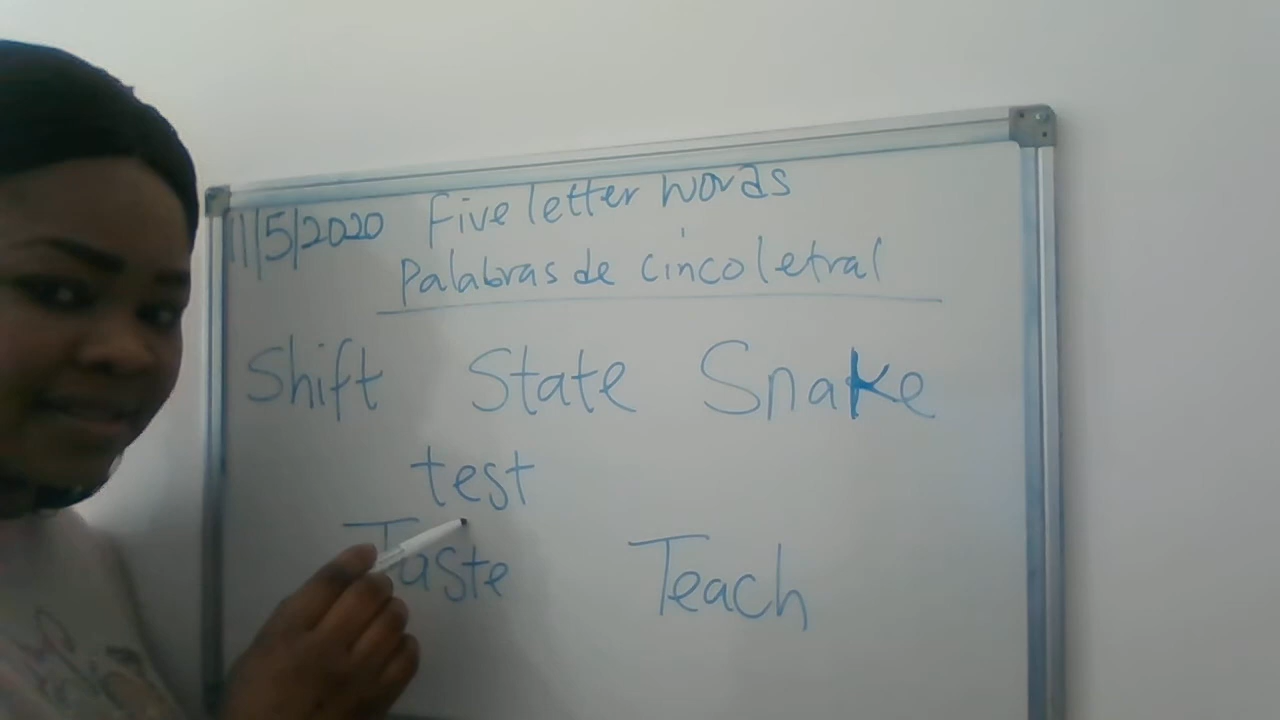 11/5/2020 Five letter words
Palabras de cinco letral
Shift State Snake
test
Taste Teach